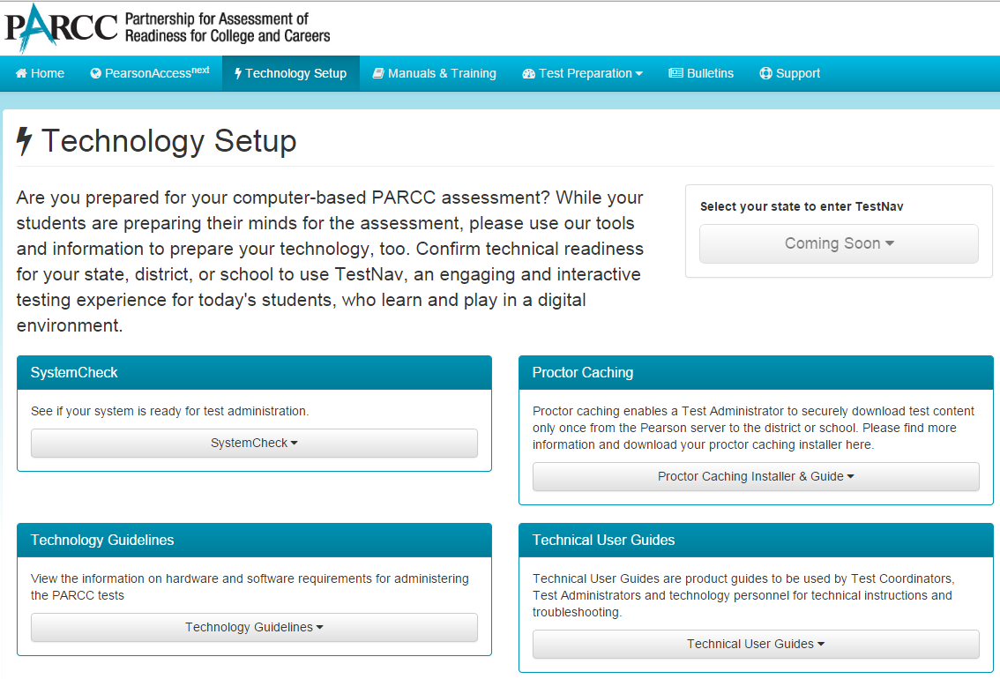 PARCC Partnership for Assessment of
Readiness for College and Careers
Home PearsonAccessnext Technology Setup Manuals & Training Test Preparation Bulletins Support
Technology Setup
Are you prepared for your computer-based PARCC assessment? While your
students are preparing their minds for the assessment, please use our tools
and information to prepare your technology, too. Confirm technical readiness
for your state, district, or school to use TestNav, an engaging and interactive
testing experience for today's students, who learn and play in a digital
environment.
Select your state to enter TestNav
Coming Soon
SystemCheck
See if your system is ready for test administration.
SystemCheck
Proctor Caching
Proctor caching enables a Test Administrator to securely download test content
only once from the Pearson server to the district or school. Please find more
information and download your proctor caching installer here.
Proctor Caching Installer & Guide
Technology Guidelines
View the information on hardware and software requirements for administering
the PARCC tests
Technology Guidelines
Technical User Guides
Technical User Guides are product guides to be used by Test Coordinators,
Test Administrators and technology personnel for technical instructions and
troubleshooting.
Technical User Guides